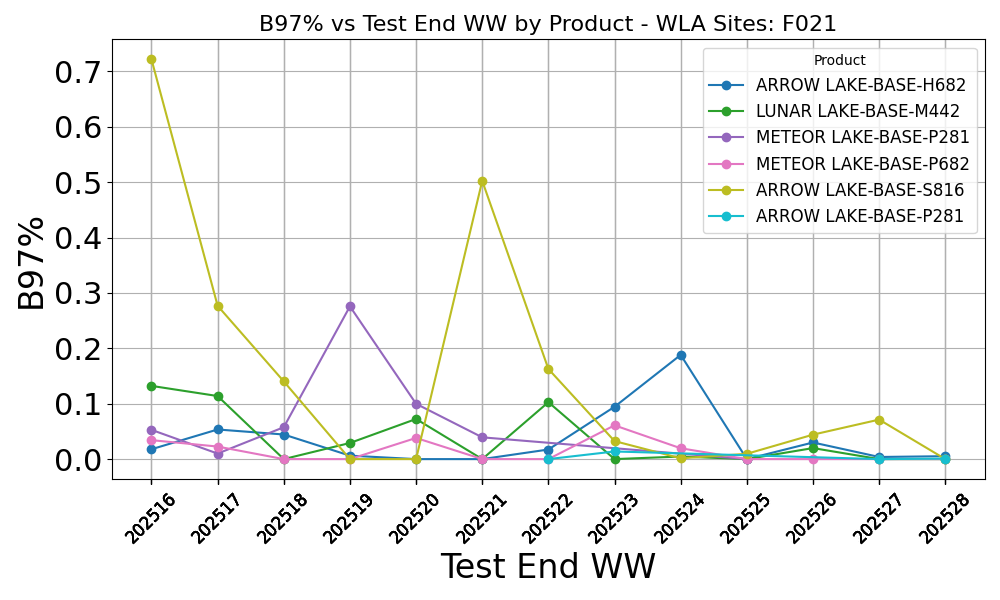 B97% vs Test End WW by Product - WLA Sites: F021
Product
ARROW LAKE-BASE-H682
LUNAR LAKE-BASE-M442
METEOR LAKE-BASE-P281
METEOR LAKE-BASE-P682
ARROW LAKE-BASE-S816
ARROW LAKE-BASE-P281
B97%
0.7
0.6
0.5
0.4
0.3
0.2
0.1
0.0
202516
202517
202518
202519
202520
202521
202522
202523
202524
202525
202526
202527
202528
Test End WW